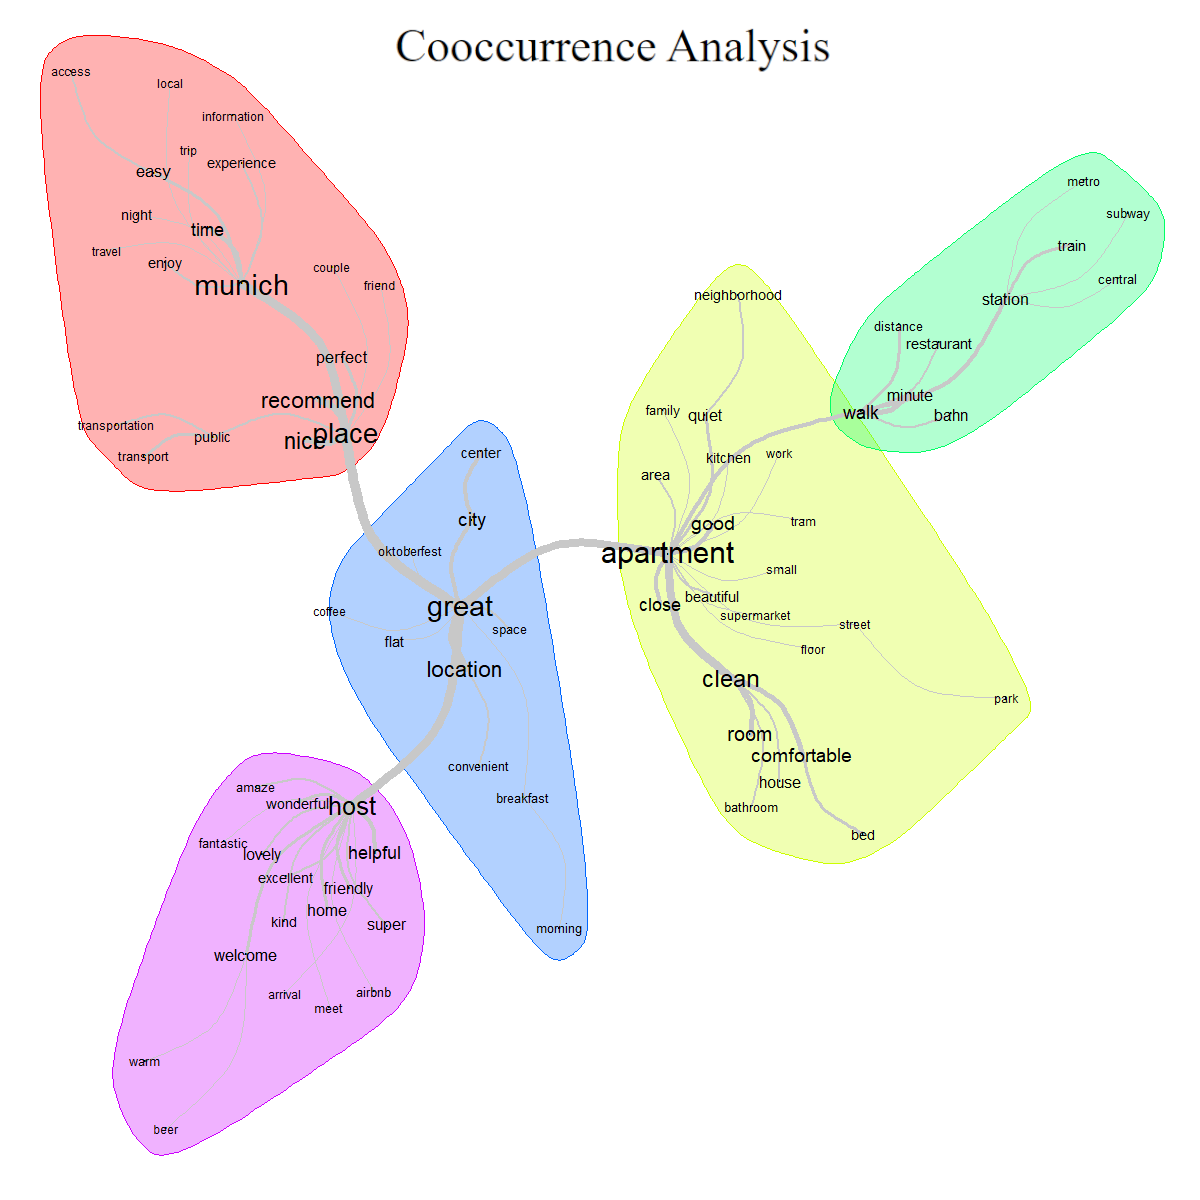 Cooccurrence Analysis
access
local
information
trip
experience
easy
night
time
travel
enjoy
munich
couple
friend
perfect
recommend
nice
place
transportation
public
transport
metro
subway
train
central
station
distance
restaurant
minute
walk
bahn
neighborhood
family
quiet
kitchen
work
area
good
tram
apartment
small
beautiful
close
supermarket
street
floor
clean
park
room
comfortable
house
bathroom
bed
center
city
oktoberfest
great
coffee
space
flat
location
convenient
breakfast
morning
amaze
wonderful
host
fantastic
lovely
helpful
excellent
friendly
home
kind
super
welcome
arrival
airbnb
meet
warm
beer